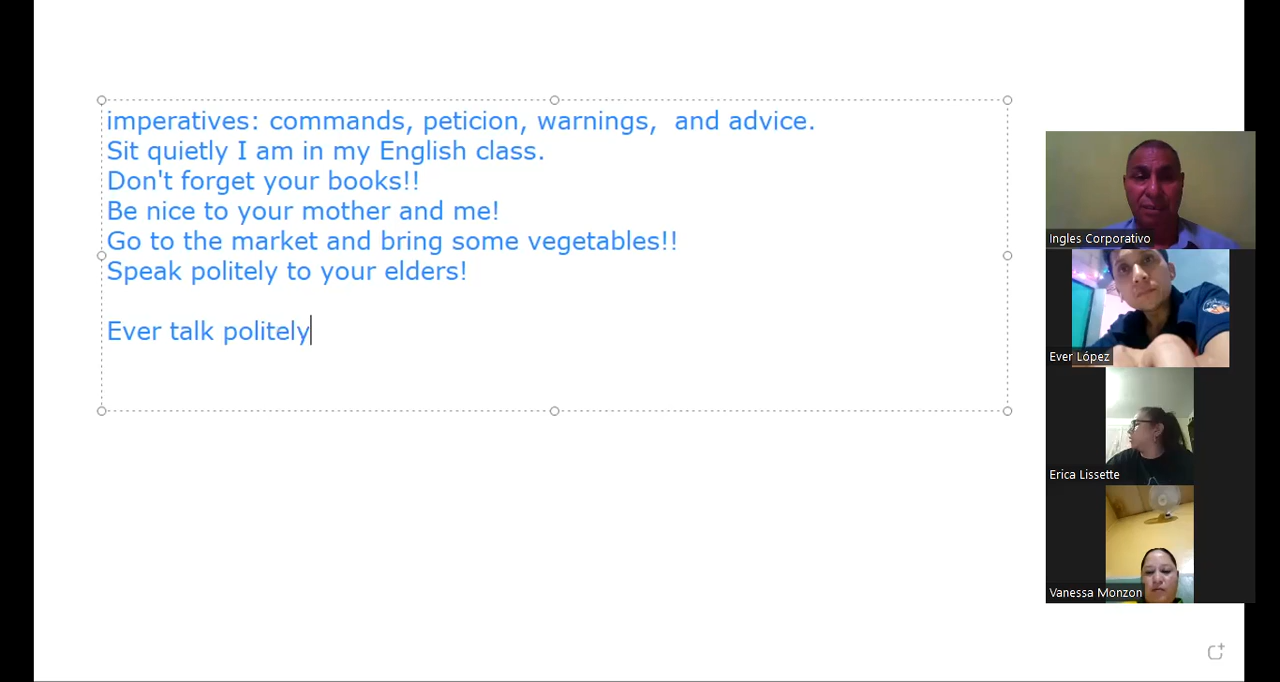 imperatives: commands, peticion, warnings,  and advice.
Sit quietly I am in my English class.
Don't forget your books!!
Be nice to your mother and me!
Go to the market and bring some vegetables!!
Speak politely to your elders!
Ever talk politely
Ingles Corporativo
Ever López
Erica Lissette
Vanessa Monzon